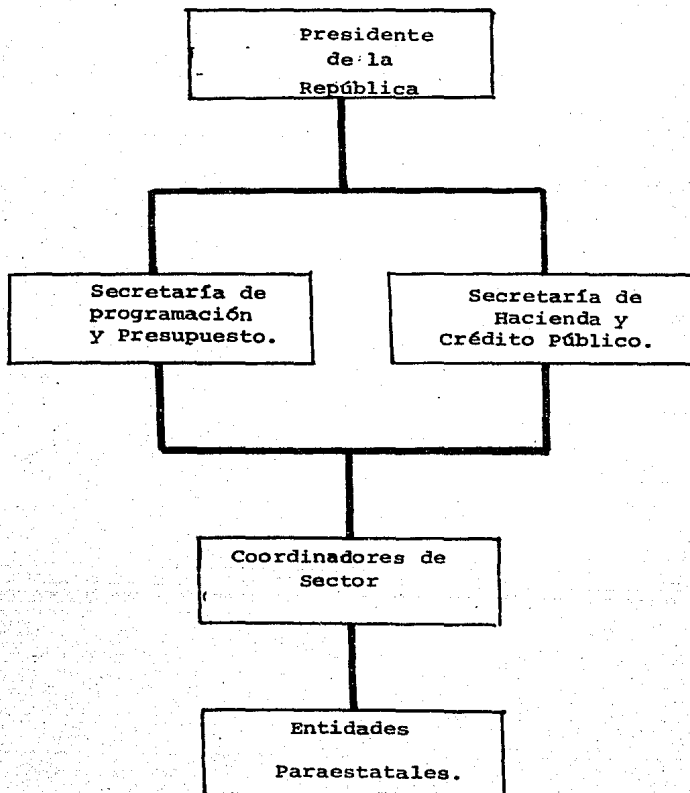 Presidente
de la
República
Secretaría de
programación
y Presupuesto.
Secretaría de
Hacienda y
Crédito Público.
Coordinadores de
Sector
Entidades
Paraestatales.